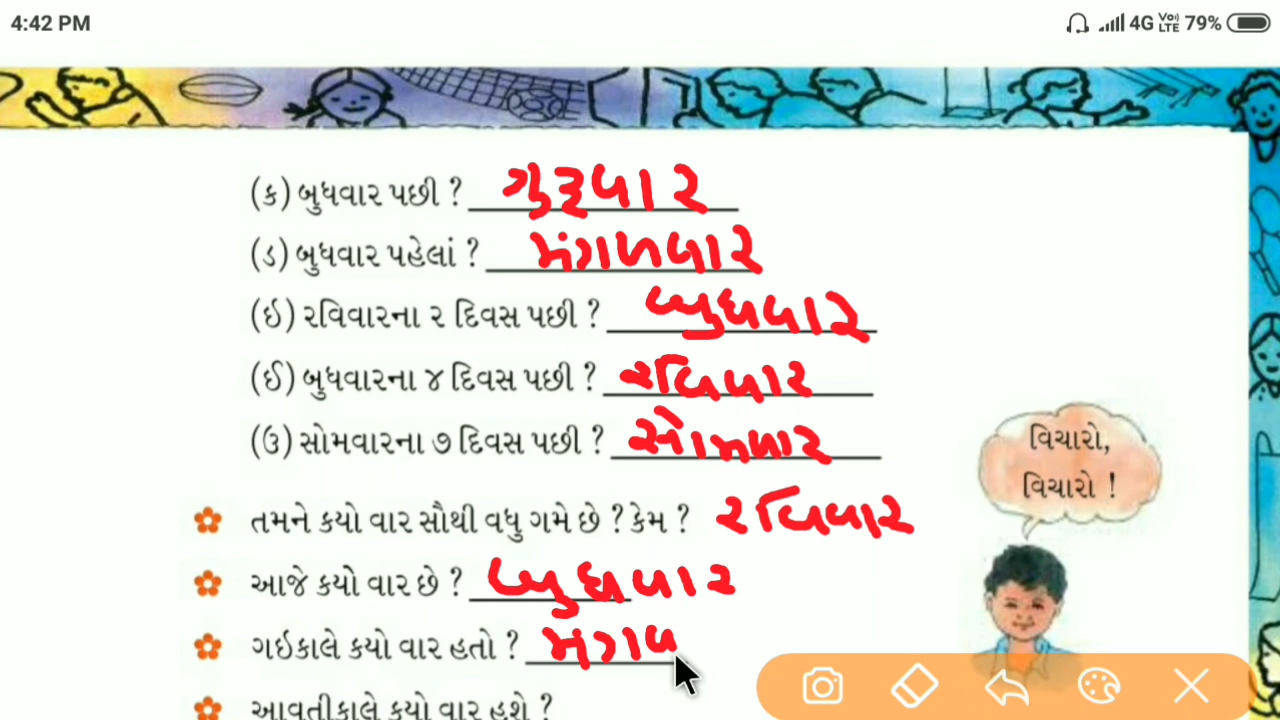 4:42 PM 4G VoLTE 79%
(ક) બુધવાર પછી ? ગુરૂવાર
(ડ) બુધવાર પહેલાં ? મંગળવાર
(ઇ) રવિવારના ૨ દિવસ પછી ? બુધવાર
(ઈ) બુધવારના ૪ દિવસ પછી ? રવિવાર
(ઉ) સોમવારના ૭ દિવસ પછી ? સોમવાર
વિચારો,
વિચારો !
તમને કયો વાર સૌથી વધુ ગમે છે ? કેમ ? રવિવાર
આજે કયો વાર છે ? બુધવાર
ગઇકાલે કયો વાર હતો ? મંગળ
આવતીકાલે કયો વાર હશે ?